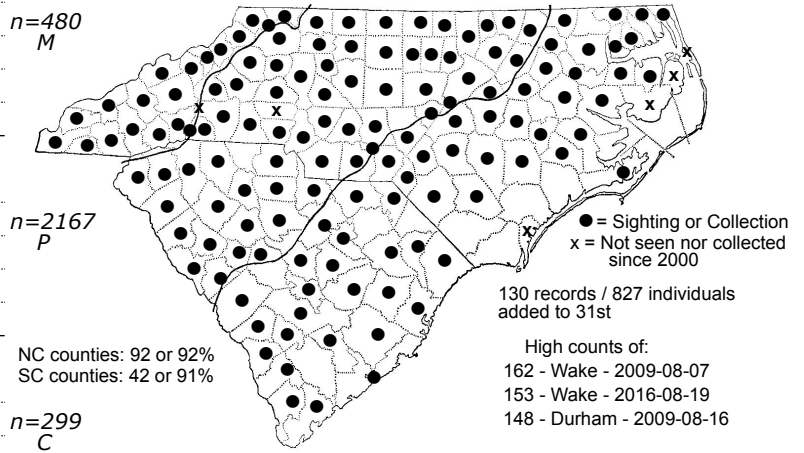 n=480
M
n=2167
P
n=299
C
x
x
x
x
x
x
● = Sighting or Collection
x = Not seen nor collected
since 2000
130 records / 827 individuals
added to 31st
NC counties: 92 or 92%
SC counties: 42 or 91%
High counts of:
162 - Wake - 2009-08-07
153 - Wake - 2016-08-19
148 - Durham - 2009-08-16